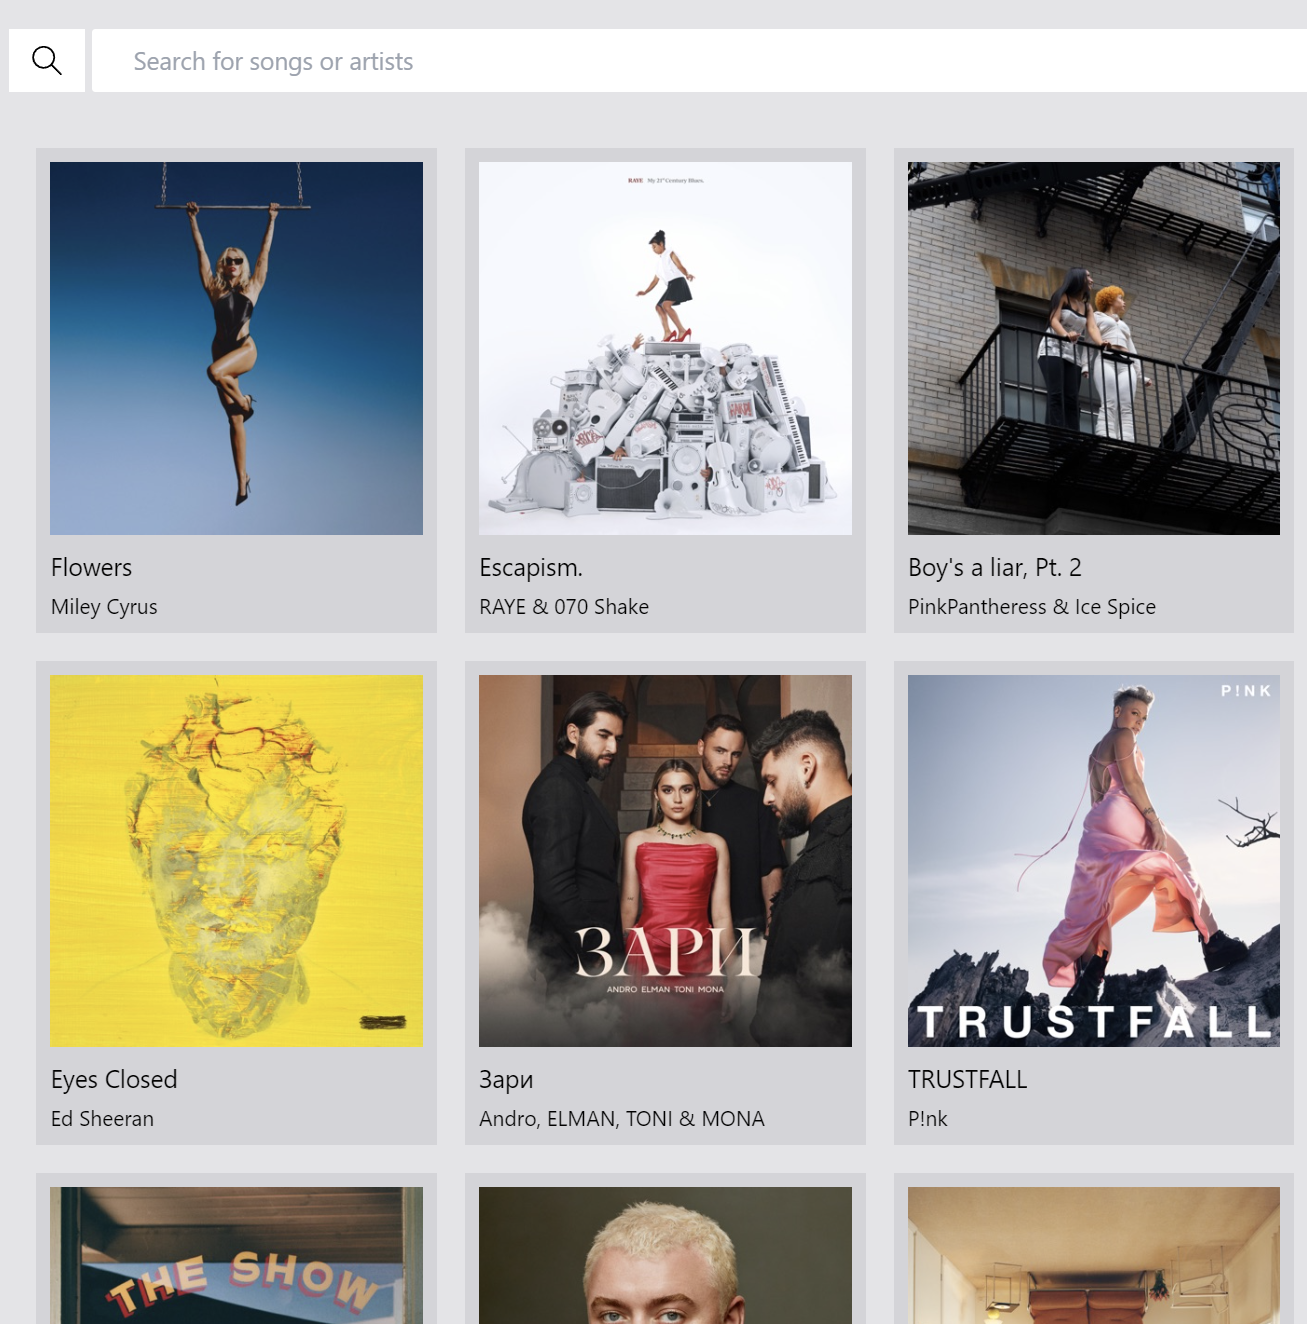 Search for songs or artists
RAYE My 21st Century Blues.
Flowers
Miley Cyrus
Escapism.
RAYE & 070 Shake
Boy's a liar, Pt. 2
PinkPantheress & Ice Spice
ЗАРИ
ANDRO ELMAN TONI MONA
P!NK
TRUSTFALL
Eyes Closed
Ed Sheeran
Зари
Andro, ELMAN, TONI & MONA
TRUSTFALL
P!nk
THE SHOW